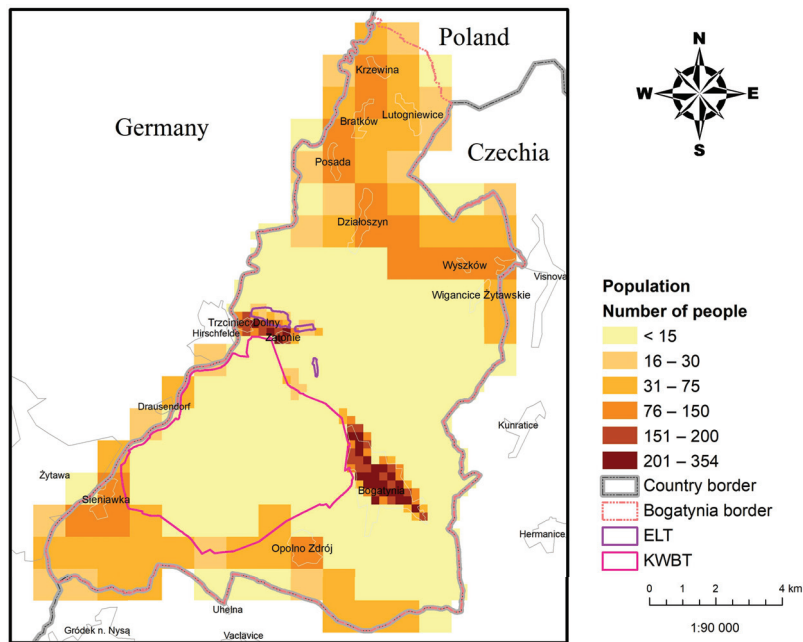 Poland
Krzewina
Lutogniewice
Germany
Bratków
Czechia
Posada
Działoszyn
Wyszków
Visnova
Wigancice Żytawskie
Trzciniec Dolny
Hirschfelde
Zatonie
Drausendorf
Kunratice
Żytawa
Sieniawka
Bogatynia
Hermanice
Opolno Zdrój
Uhelna
Gródek n. Nysą
Vaclavice
N
W E
S
Population
Number of people
< 15
16 – 30
31 – 75
76 – 150
151 – 200
201 – 354
Country border
Bogatynia border
ELT
KWBT
0 1 2 4 km
1:90 000